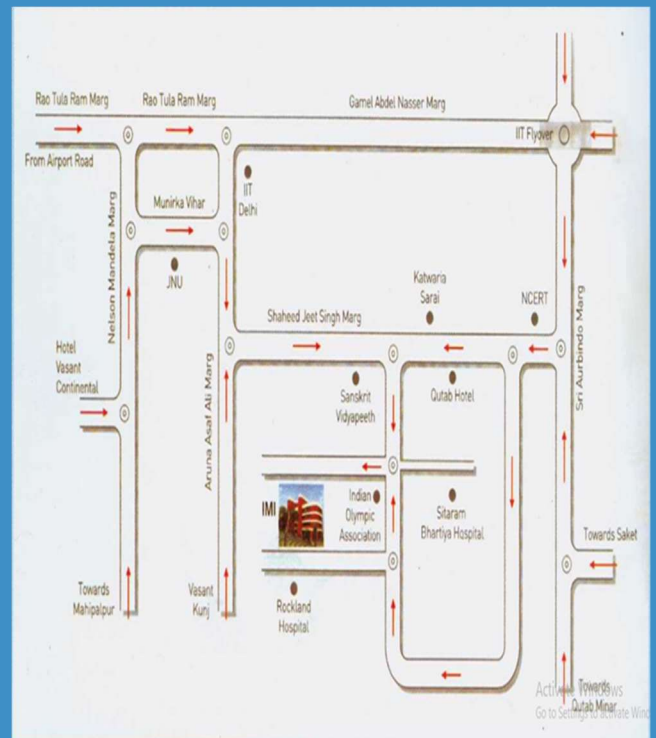 Rao Tula Ram Marg
Rao Tula Ram Marg
Gamel Abdel Nasser Marg
IIT Flyover
From Airport Road
IIT
Delhi
Munirka Vihar
Nelson Mandela Marg
JNU
Katwaria
Sarai
NCERT
Shaheed Jeet Singh Marg
Sri Aurbindo Marg
Hotel
Vasant
Continental
Aruna Asaf Ali Marg
Sanskrit
Vidyapeeth
Qutab Hotel
IMI
Indian
Olympic
Association
Sitaram
Bhartiya Hospital
Towards Saket
Towards
Mahipalpur
Vasant
Kunj
Rockland
Hospital
Activate Windows
Go to Settings to activate Wind
Towards
Qutab Minar